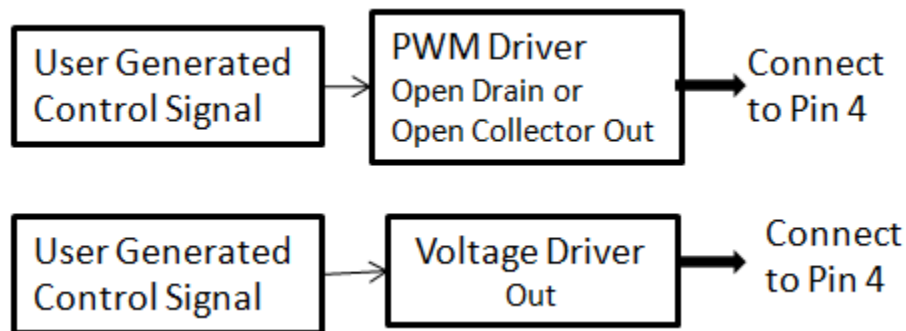 User Generated
Control Signal
PWM Driver
Open Drain or
Open Collector Out
Connect
to Pin 4
User Generated
Control Signal
Voltage Driver
Out
Connect
to Pin 4